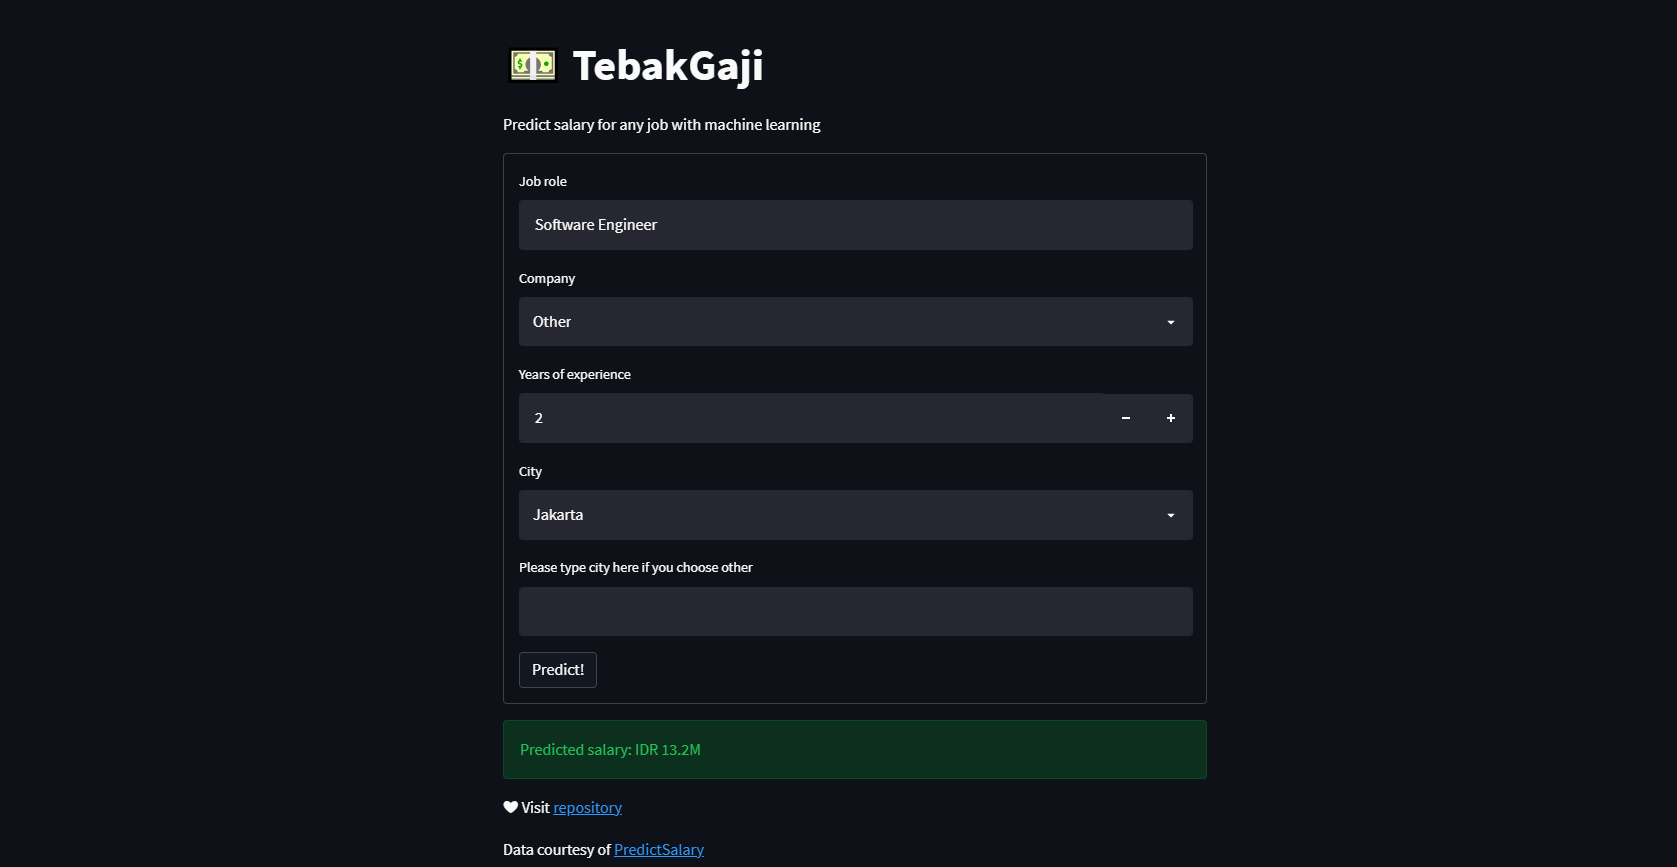 TebakGaji
Predict salary for any job with machine learning
Job role
Software Engineer
Company
Other
Years of experience
2
City
Jakarta
Please type city here if you choose other
Predict!
Predicted salary: IDR 13.2M
Visit repository
Data courtesy of PredictSalary